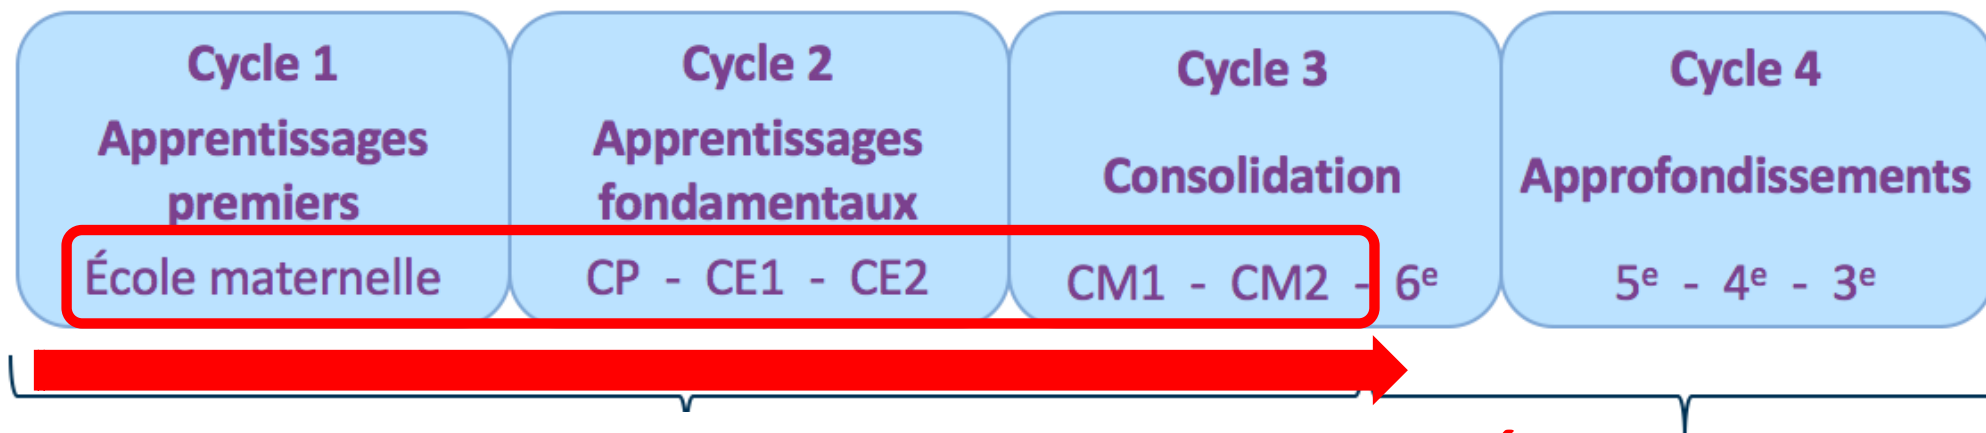 Cycle 1
Apprentissages
premiers
École maternelle
Cycle 2
Apprentissages
fondamentaux
CP - CE1 - CE2
Cycle 3
Consolidation
CM1 - CM2 - 6e
Cycle 4
Approfondissements
5e - 4e - 3e